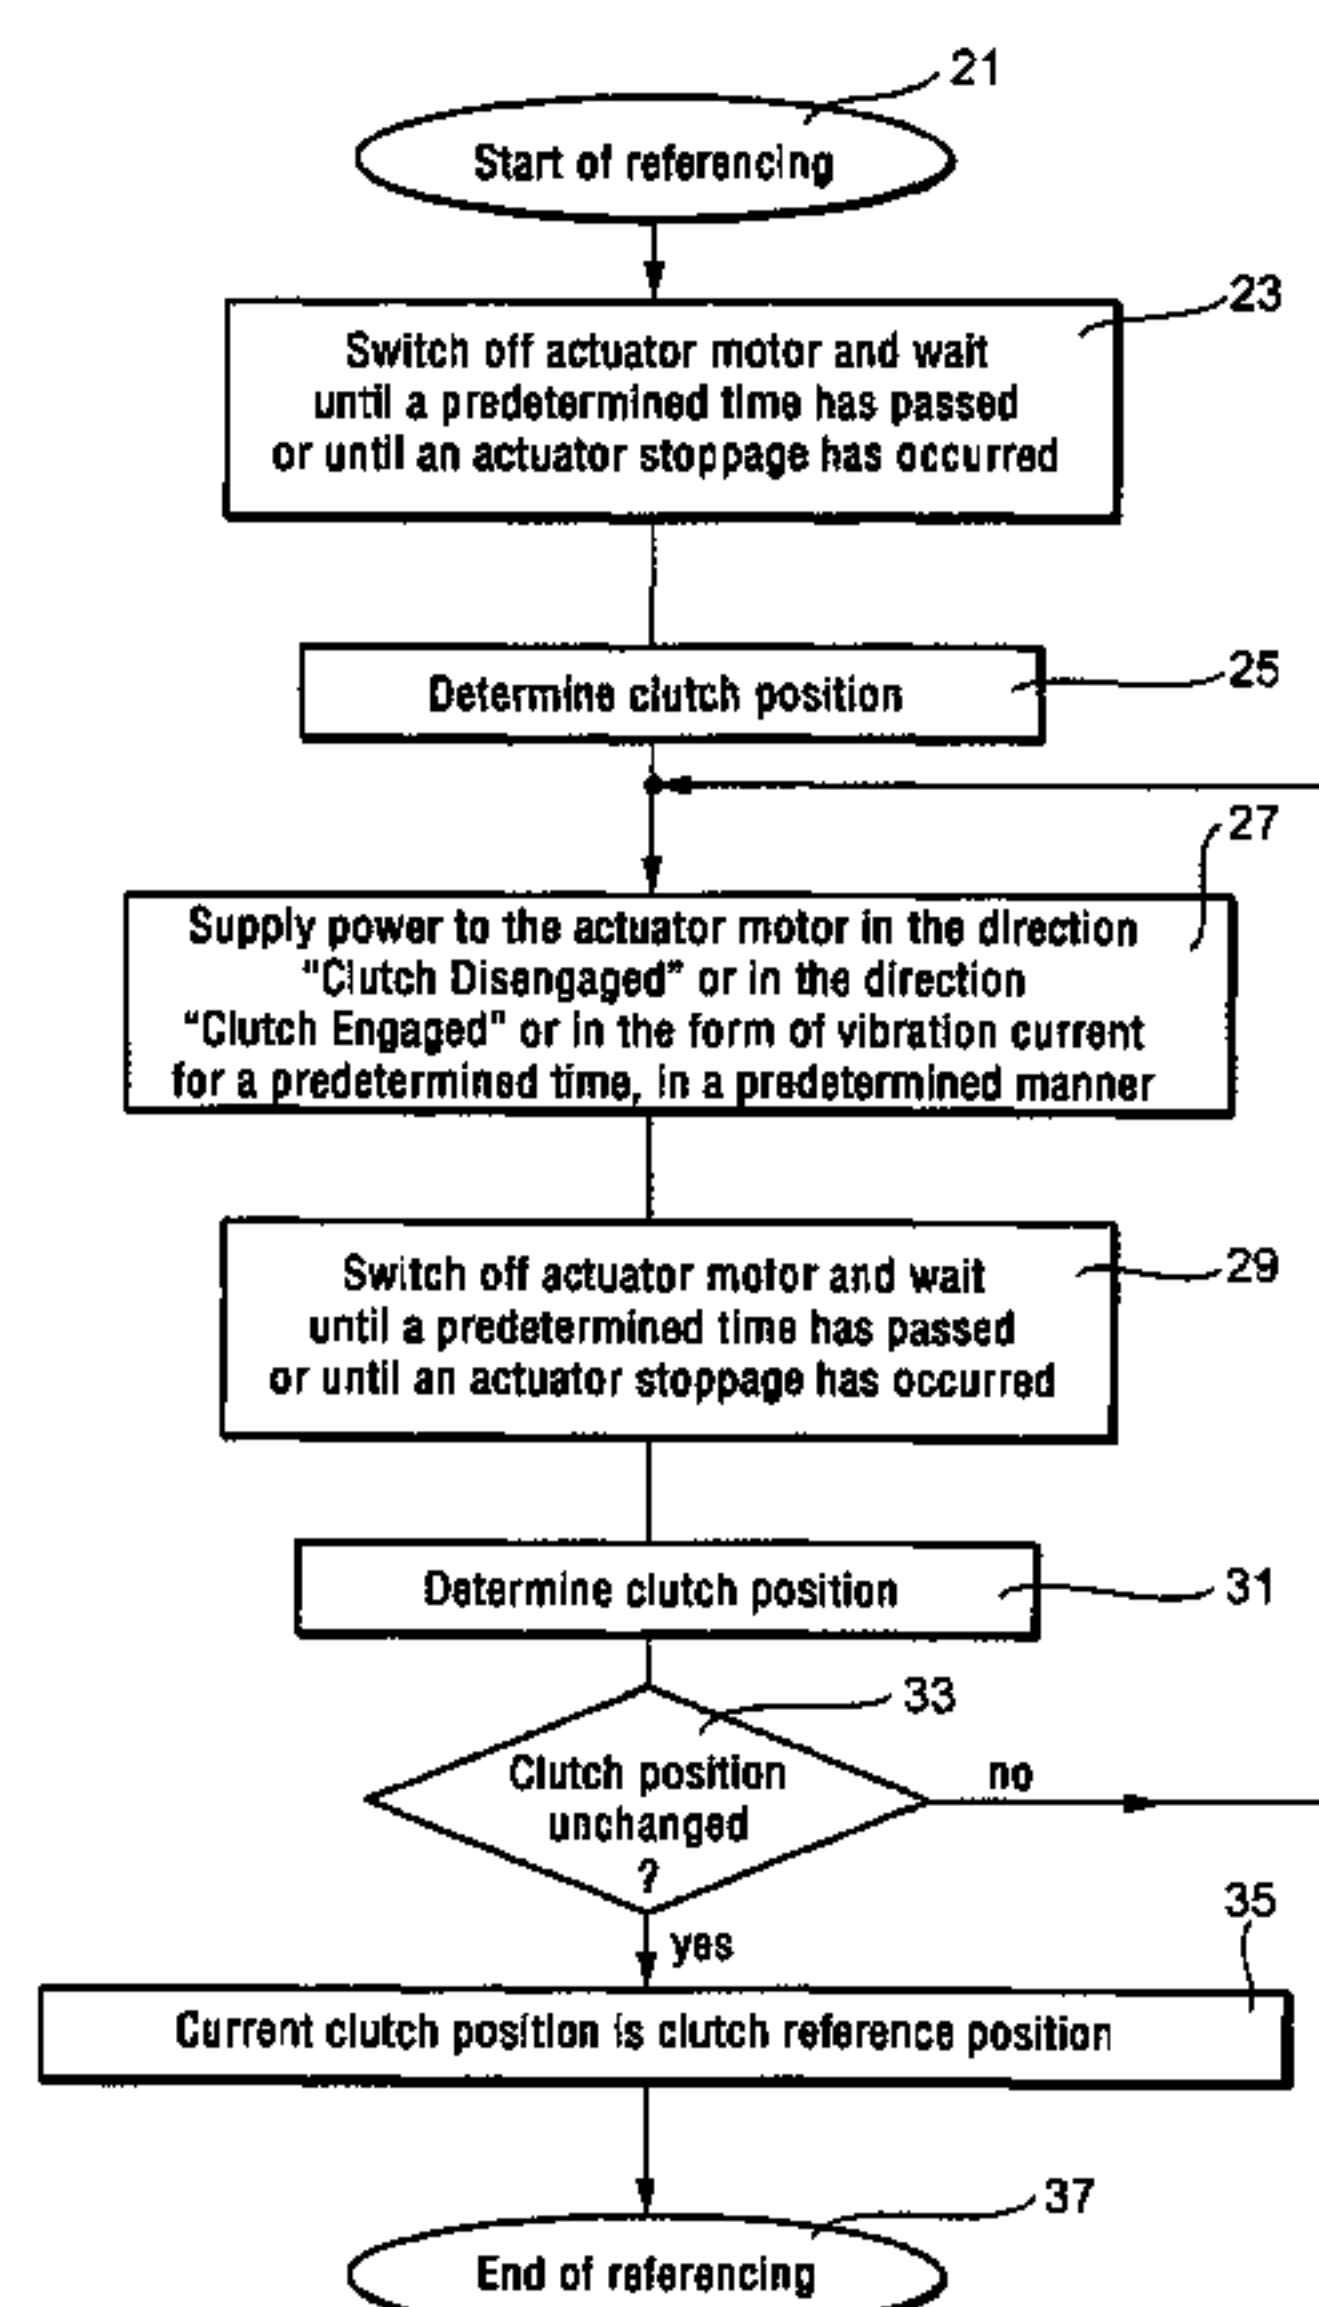 21
Start of referencing
23
Switch off actuator motor and wait
until a predetermined time has passed
or until an actuator stoppage has occurred
25
Determine clutch position
27
Supply power to the actuator motor in the direction
"Clutch Disengaged" or in the direction
"Clutch Engaged" or in the form of vibration current
for a predetermined time, in a predetermined manner
29
Switch off actuator motor and wait
until a predetermined time has passed
or until an actuator stoppage has occurred
31
Determine clutch position
33
Clutch position
unchanged
?
no
yes
35
Current clutch position is clutch reference position
37
End of referencing